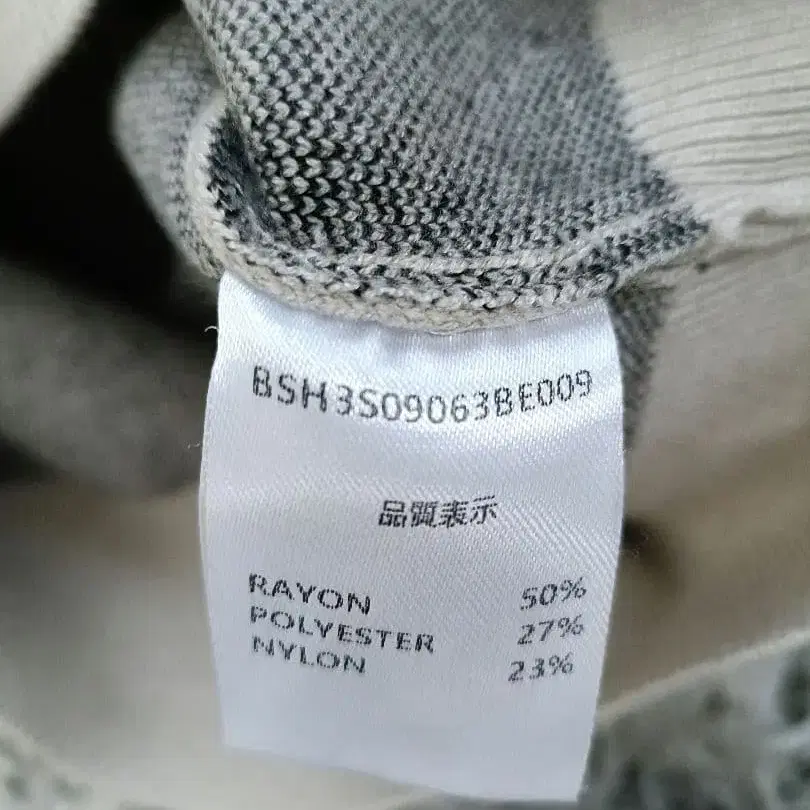 BSH3S09063BE009
品質表示
RAYON 50%
POLYESTER 27%
NYLON 23%